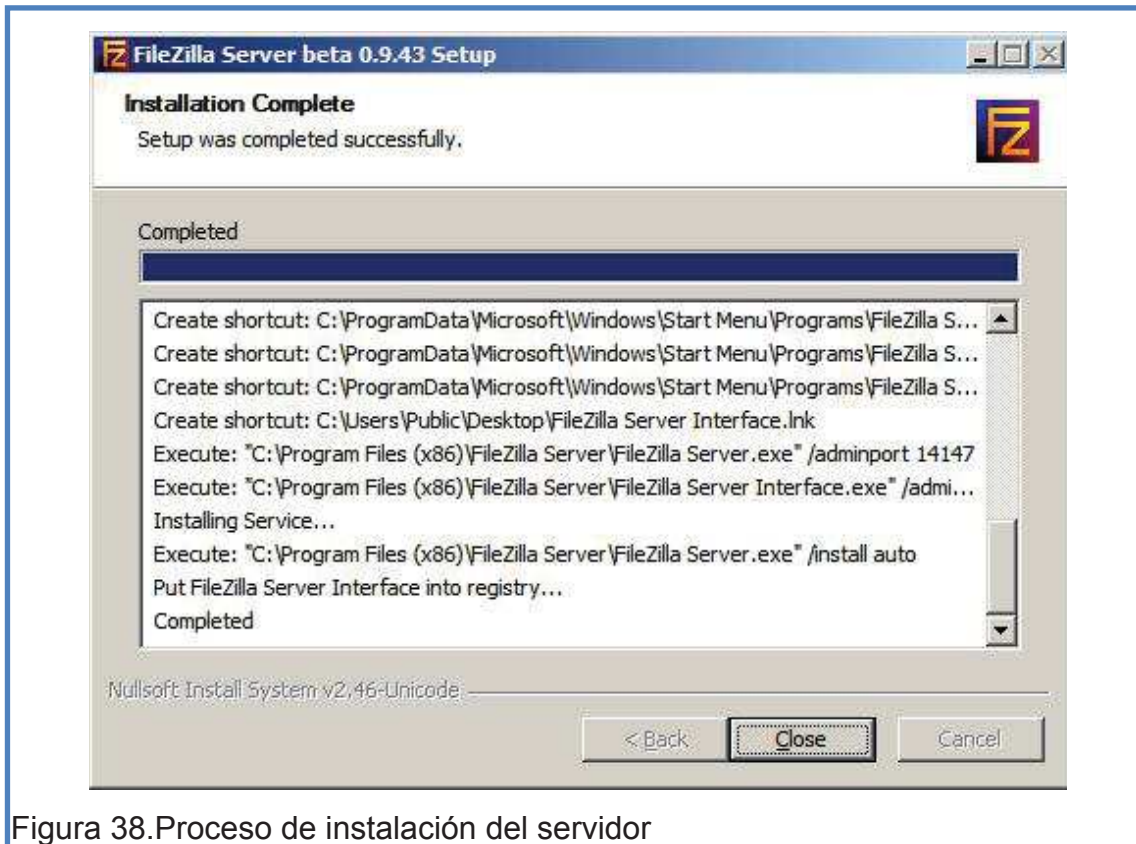 FileZilla Server beta 0.9.43 Setup
Installation Complete
Setup was completed successfully.
Completed
Create shortcut: C:\ProgramData\Microsoft\Windows\Start Menu\Programs\FileZilla S...
Create shortcut: C:\ProgramData\Microsoft\Windows\Start Menu\Programs\FileZilla S...
Create shortcut: C:\ProgramData\Microsoft\Windows\Start Menu\Programs\FileZilla S...
Create shortcut: C:\Users\Public\Desktop\FileZilla Server Interface.lnk
Execute: "C:\Program Files (x86)\FileZilla Server\FileZilla Server.exe" /adminport 14147
Execute: "C:\Program Files (x86)\FileZilla Server\FileZilla Server Interface.exe" /admi...
Installing Service...
Execute: "C:\Program Files (x86)\FileZilla Server\FileZilla Server.exe" /install auto
Put FileZilla Server Interface into registry...
Completed
Nullsoft Install System v2,46-Unicode
< Back Close Cancel
Figura 38.Proceso de instalación del servidor